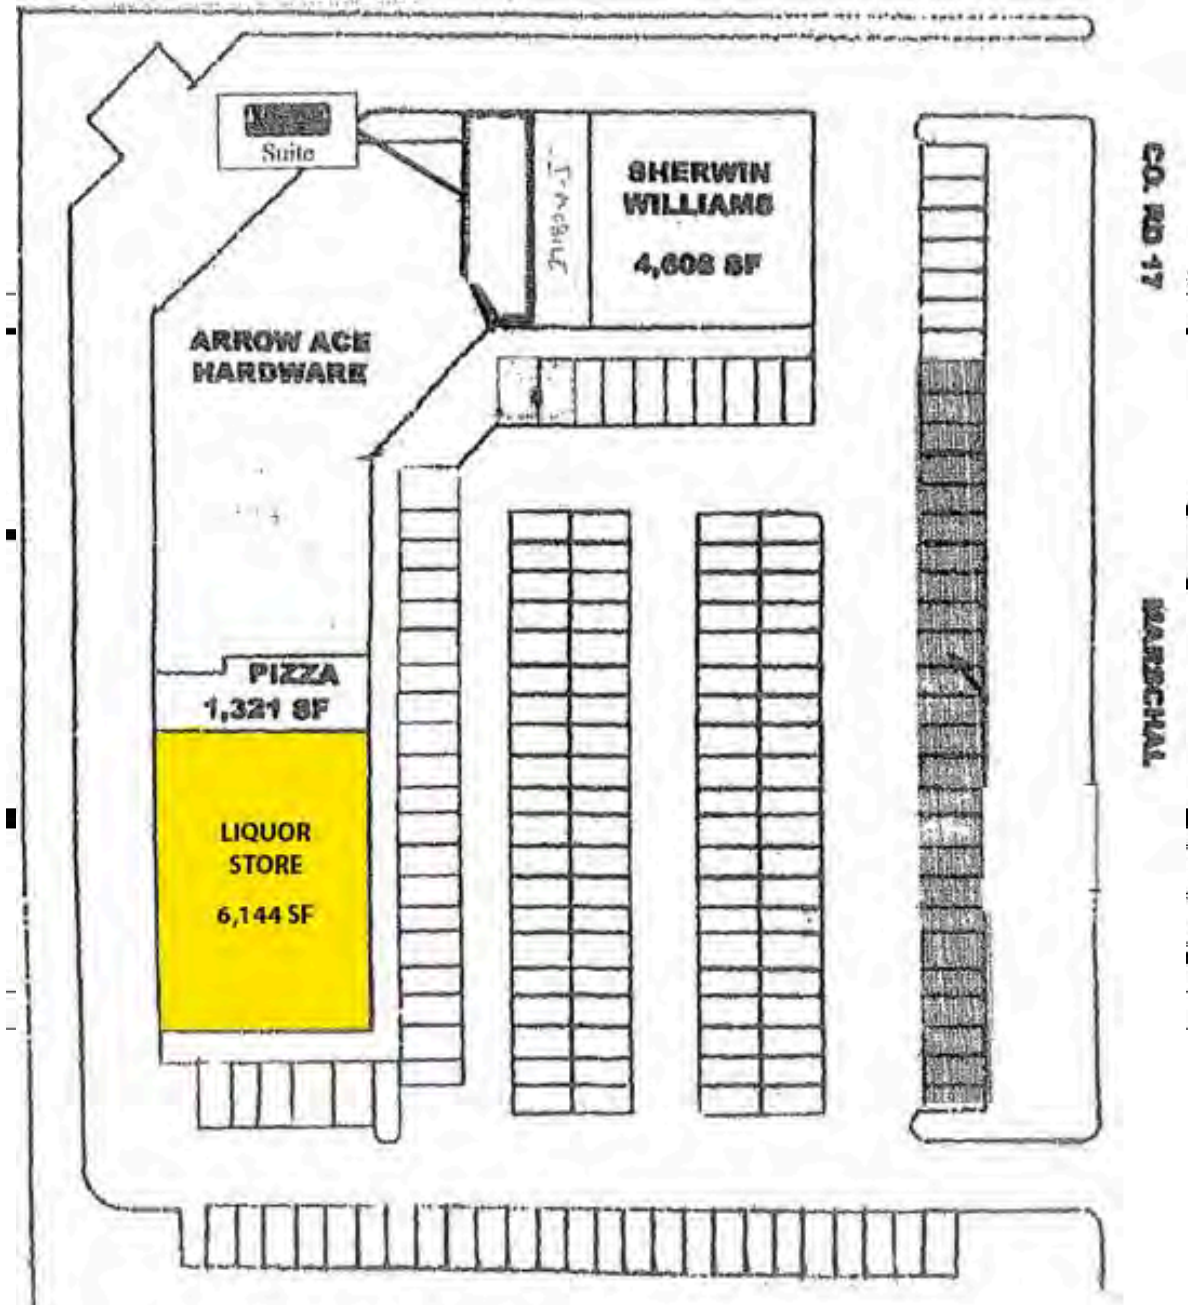 Suite
SHERWIN
WILLIAMS
4,608 SF
T-MOBILE
ARROW ACE
HARDWARE
PIZZA
1,321 SF
LIQUOR
STORE
6,144 SF
CO. RD 17
MARSCHAL